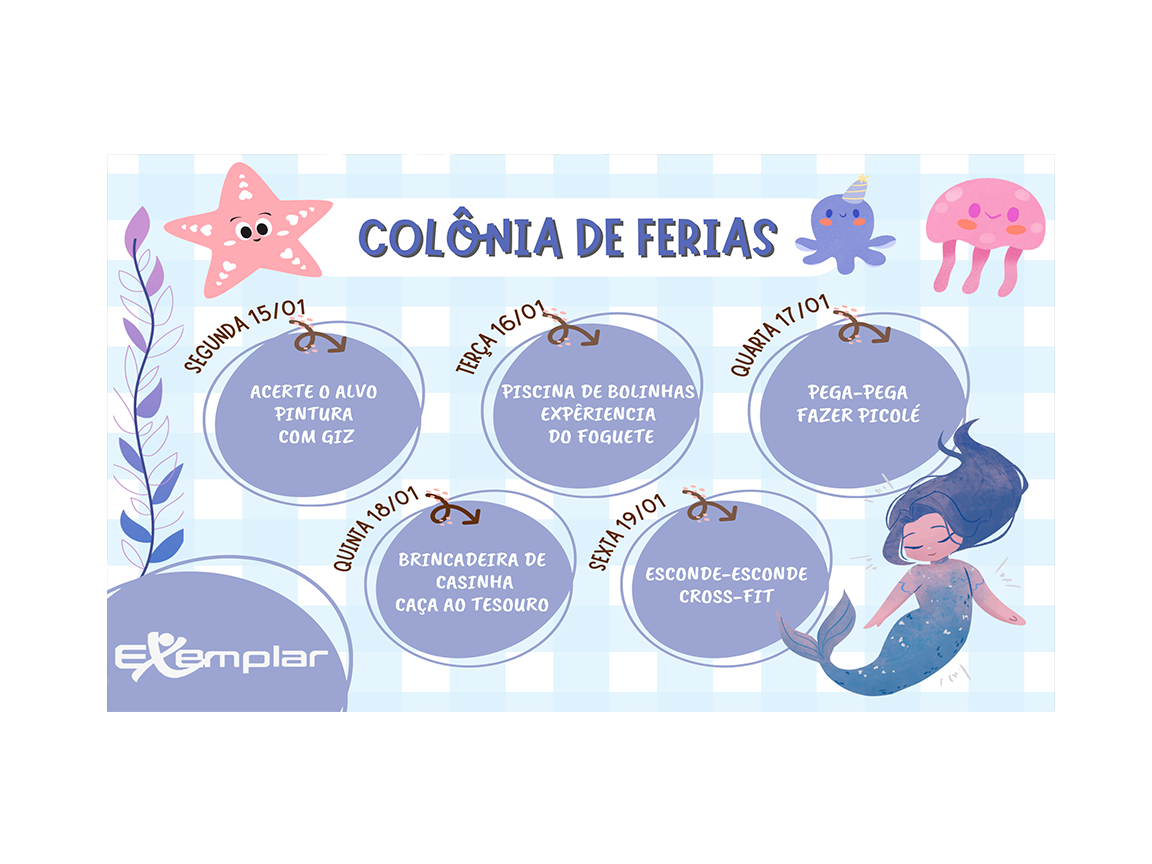 COLÔNIA DE FERIAS
SEGUNDA 15/01
ACERTE O ALVO
PINTURA
COM GIZ
TERÇA 16/01
PISCINA DE BOLINHAS
EXPÊRIENCIA
DO FOGUETE
QUARTA 17/01
PEGA-PEGA
FAZER PICOLÉ
QUINTA 18/01
BRINCADEIRA DE
CASINHA
CAÇA AO TESOURO
SEXTA 19/01
ESCONDE-ESCONDE
CROSS-FIT
Exemplar